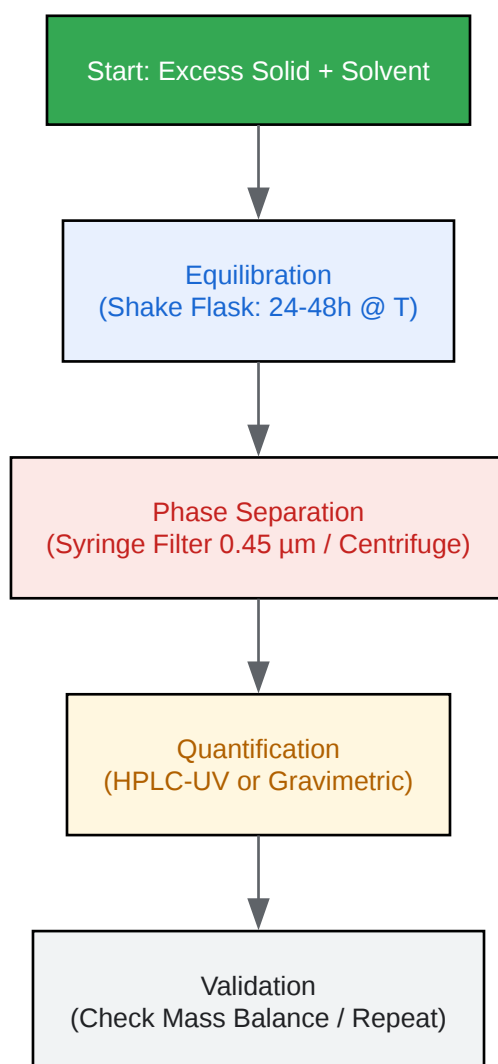 Start: Excess Solid + Solvent
Equilibration
(Shake Flask: 24-48h @ T)
Phase Separation
(Syringe Filter 0.45 µm / Centrifuge)
Quantification
(HPLC-UV or Gravimetric)
Validation
(Check Mass Balance / Repeat)